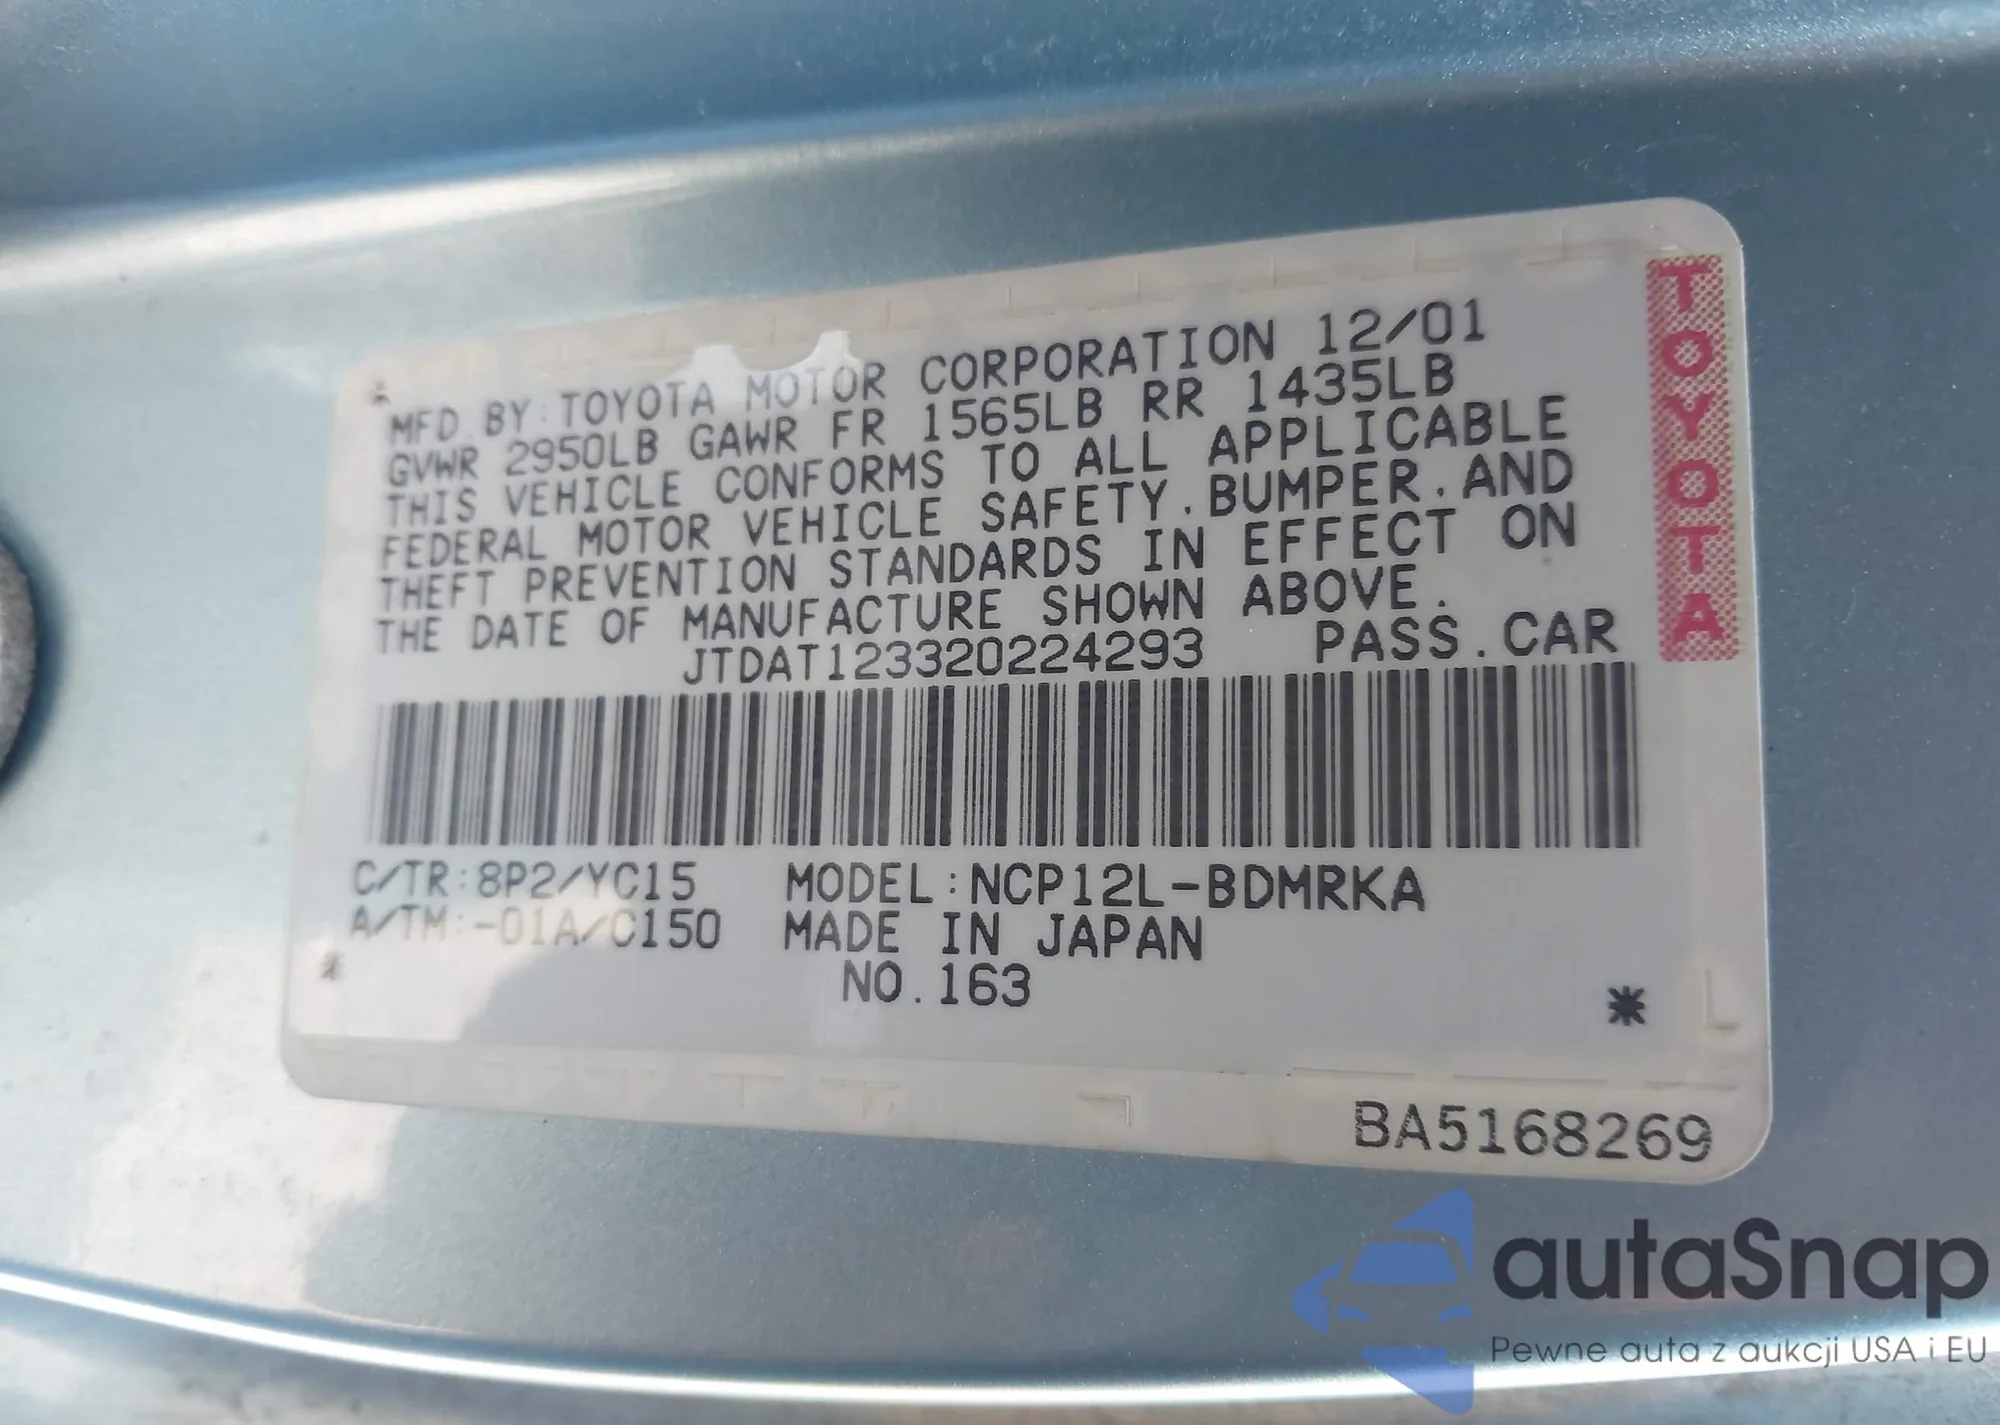 MFD. BY: TOYOTA MOTOR CORPORATION 12/01
GVWR 2950LB GAWR FR 1565LB RR 1435LB
THIS VEHICLE CONFORMS TO ALL APPLICABLE
FEDERAL MOTOR VEHICLE SAFETY. BUMPER. AND
THEFT PREVENTION STANDARDS IN EFFECT ON
THE DATE OF MANUFACTURE SHOWN ABOVE.
JTDAT123320224293 PASS. CAR
TOYOTA
C/TR: 8P2/YC15 MODEL: NCP12L-BDMRKA
A/TM: -01A/C150 MADE IN JAPAN
NO. 163
BA5168269
autaSnap
Pewne auta z aukcji USA i EU